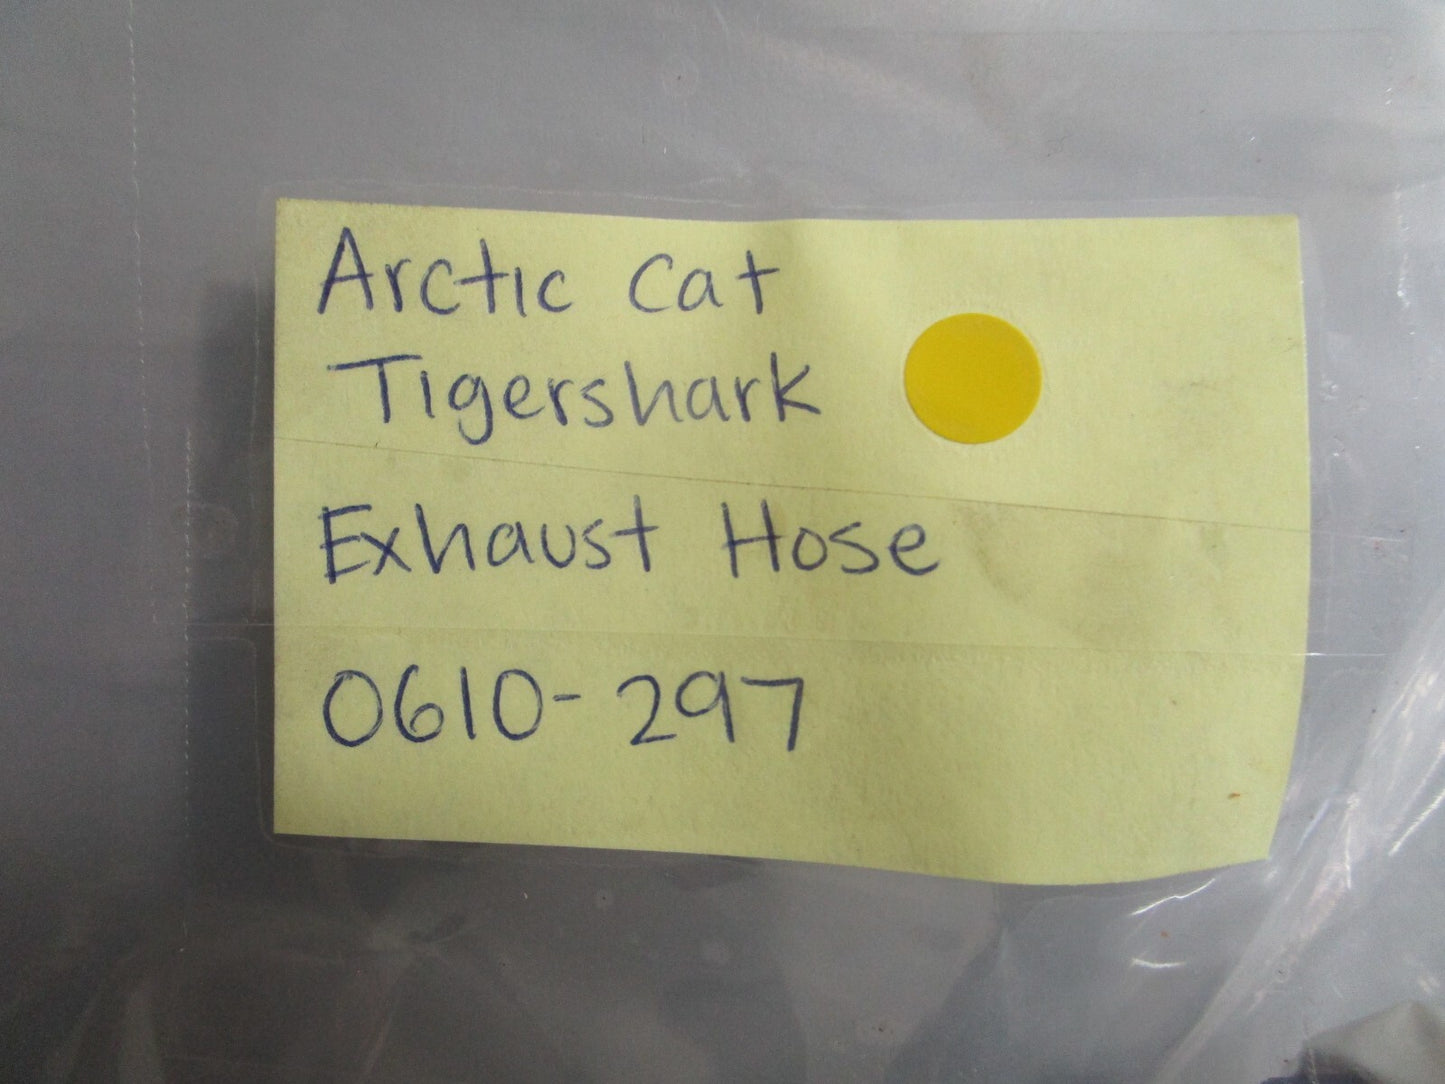 Arctic Cat
Tigershark
Exhaust Hose
0610-297